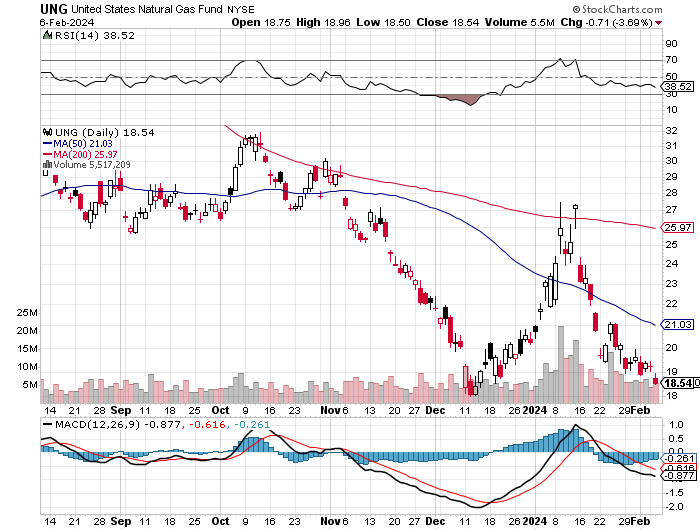 UNG United States Natural Gas Fund NYSE © StockCharts.com
6-Feb-2024 Open 18.75 High 18.96 Low 18.50 Close 18.54 Volume 5.5M Chg -0.71 (-3.69%)
RSI(14) 38.52
90
70
50
38.52
30
10
UNG (Daily) 18.54
MA(50) 21.03
MA(200) 25.97
Volume 5,517,209
32
31
30
29
28
27
25.97
25
24
23
22
21.03
20
19
18.54
18
25M
20M
15M
10M
5M
14 21 28 Sep 11 18 25 Oct 9 16 23 Nov 6 13 20 27 Dec 11 18 26 2024 8 16 22 29 Feb
MACD(12,26,9) -0.877, -0.616, -0.261
1.0
0.5
0.0
-0.261
-0.616
-0.877
-1.5
-2.0
14 21 28 Sep 11 18 25 Oct 9 16 23 Nov 6 13 20 27 Dec 11 18 26 2024 8 16 22 29 Feb